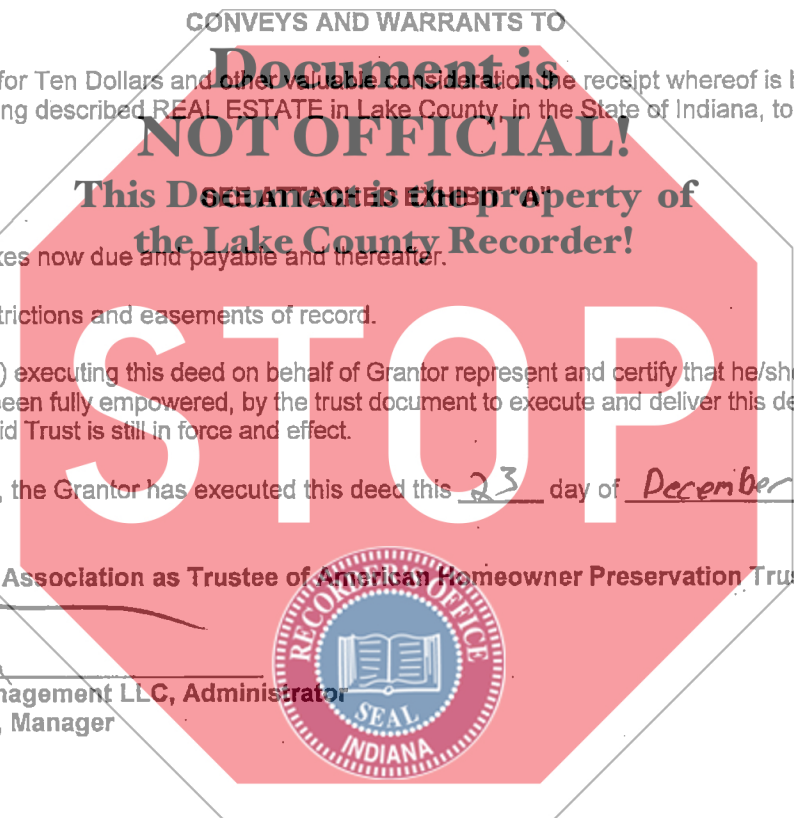 CONVEYS AND WARRANTS TO
Document is
for Ten Dollars and other valuable consideration the receipt whereof is
ng described REAL ESTATE in Lake County, in the State of Indiana, to
NOT OFFICIAL!
This Document is the property of
SEE ATTACHED EXHIBIT "A"
the Lake County Recorder!
es now due and payable and thereafter.
trictions and easements of record.
STOP
) executing this deed on behalf of Grantor represent and certify that he/she
een fully empowered, by the trust document to execute and deliver this de
id Trust is still in force and effect.
, the Grantor has executed this deed this 23 day of December
Association as Trustee of American Homeowner Preservation Trus
RECORDER'S OFFICE
nagement LLC, Administrator
SEAL
, Manager
INDIANA